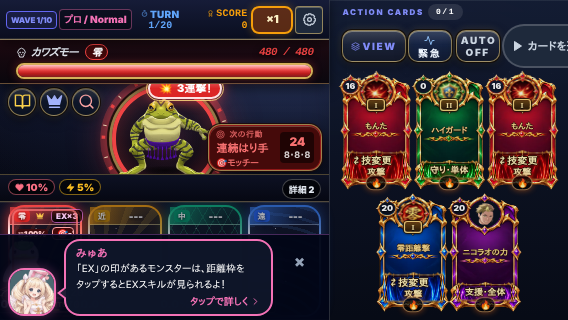 WAVE 1/10
プロ / Normal
TURN
1/20
SCORE
0
×1
カワズモー
零
480 / 480
3連撃!
次の行動
連続はり手
モッチー
24
8·8·8
10%
5%
詳細 2
零
EX×3
近
---
中
---
遠
---
みゅあ
「EX」の印があるモンスターは、距離枠を
タップするとEXスキルが見られるよ!
タップで詳しく
ACTION CARDS
0/1
VIEW
緊急
AUTO
OFF
16
I
もんた
技変更
攻撃
0
II
ハイガード
守り・単体
16
I
もんた
技変更
攻撃
20
I
零距離撃
技変更
攻撃
20
ニコラオの力
支援・全体